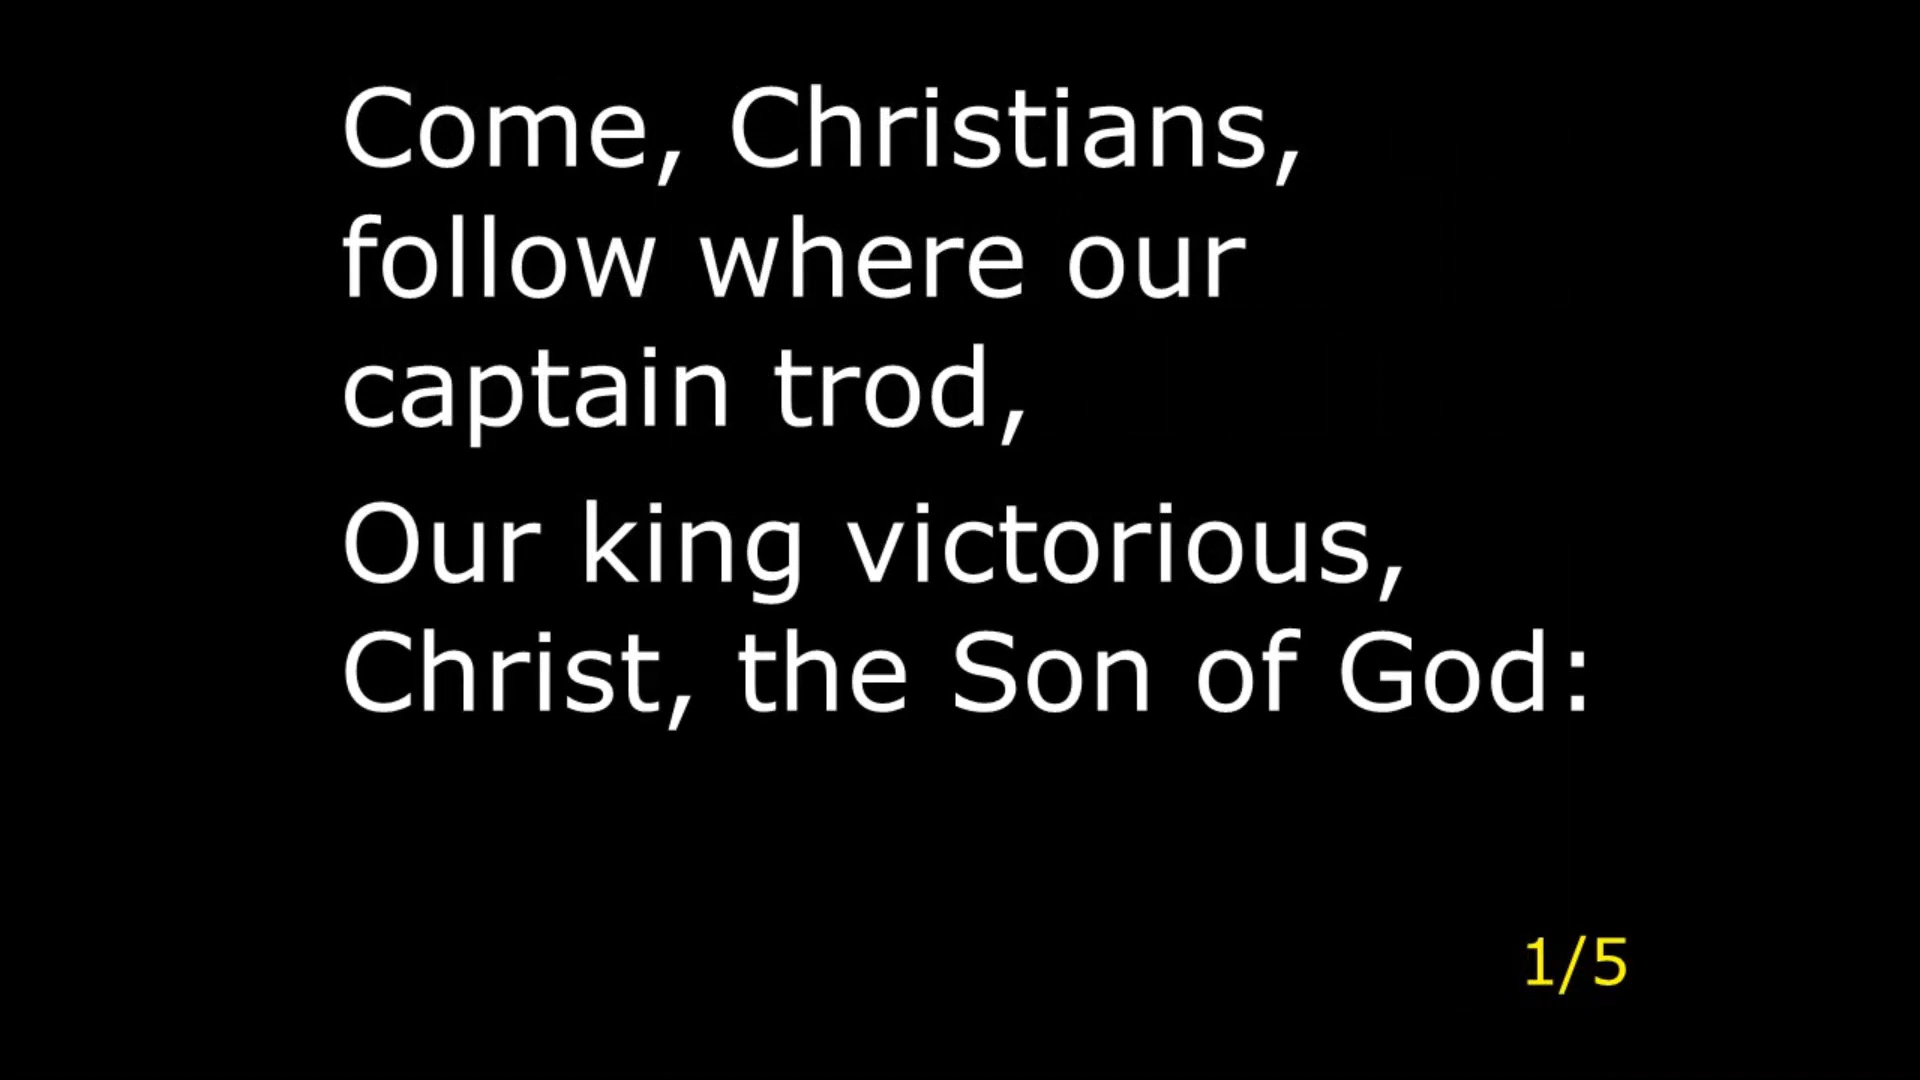 Come, Christians,
follow where our
captain trod,
Our king victorious,
Christ, the Son of God:
1/5